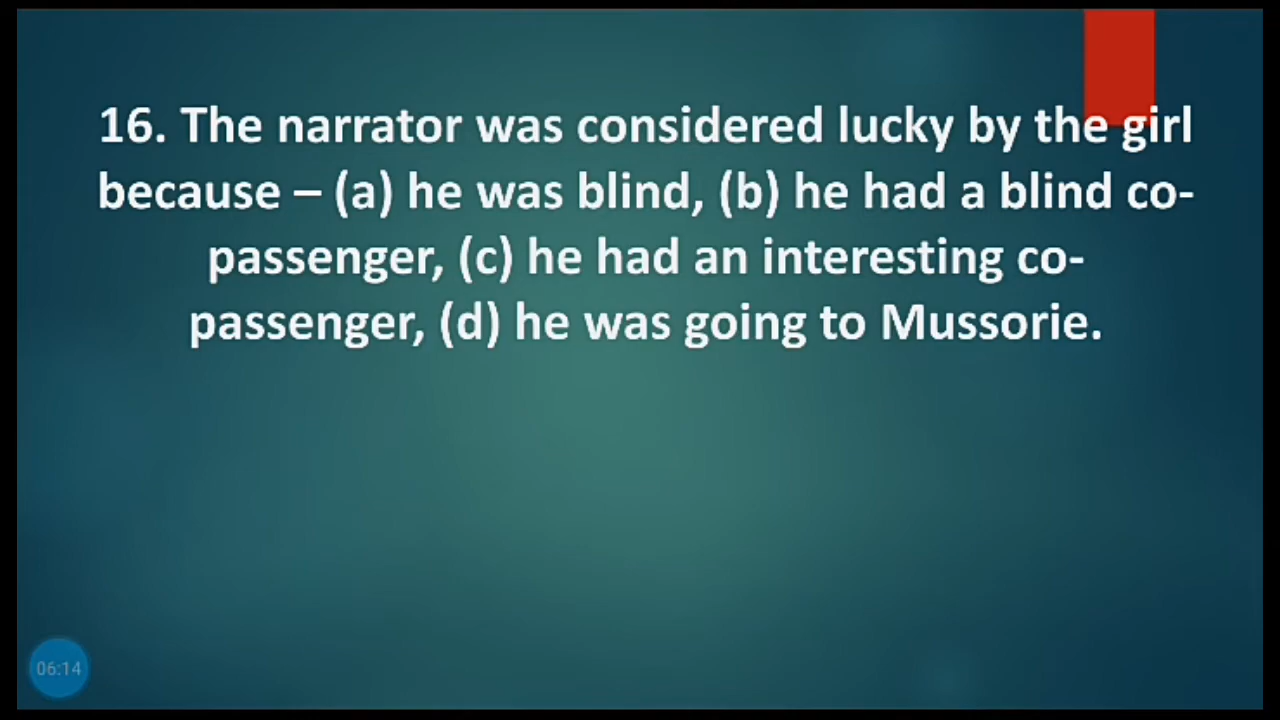 16. The narrator was considered lucky by the girl
because – (a) he was blind, (b) he had a blind co-
passenger, (c) he had an interesting co-
passenger, (d) he was going to Mussorie.
06:14